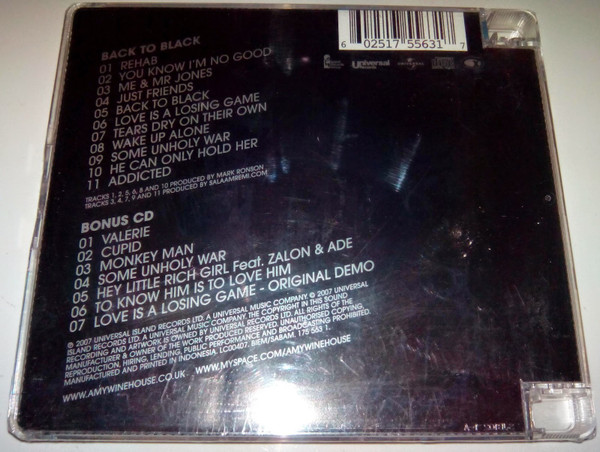 6 02517 55631 7
BACK TO BLACK
01 REHAB
02 YOU KNOW I'M NO GOOD
03 ME & MR JONES
04 JUST FRIENDS
05 BACK TO BLACK
06 LOVE IS A LOSING GAME
07 TEARS DRY ON THEIR OWN
08 WAKE UP ALONE
09 SOME UNHOLY WAR
10 HE CAN ONLY HOLD HER
11 ADDICTED
TRACKS 1, 2, 5, 6, 8 AND 10 PRODUCED BY MARK RONSON
TRACKS 3, 4, 7, 9 AND 11 PRODUCED BY SALAAMREMI.COM
universal
BONUS CD
01 VALERIE
02 CUPID
03 MONKEY MAN
04 SOME UNHOLY WAR
05 HEY LITTLE RICH GIRL Feat. ZALON & ADE
06 TO KNOW HIM IS TO LOVE HIM
07 LOVE IS A LOSING GAME - ORIGINAL DEMO
℗ 2007 UNIVERSAL ISLAND RECORDS LTD. A UNIVERSAL MUSIC COMPANY. © 2007 UNIVERSAL
ISLAND RECORDS LTD. A UNIVERSAL MUSIC COMPANY. THE COPYRIGHT IN THIS SOUND
RECORDING AND ARTWORK IS OWNED BY UNIVERSAL RECORDS LTD. ALL RIGHTS OF THE
MANUFACTURER & OWNER OF THE WORK PRODUCED RESERVED. UNAUTHORISED COPYING,
REPRODUCTION, HIRING, LENDING, PUBLIC PERFORMANCE AND BROADCASTING PROHIBITED.
MANUFACTURED AND PRINTED IN INDONESIA. LC00407. BIEM/SABAM. 175 553 1.
WWW.AMYWINEHOUSE.CO.UK WWW.MYSPACE.COM/AMYWINEHOUSE